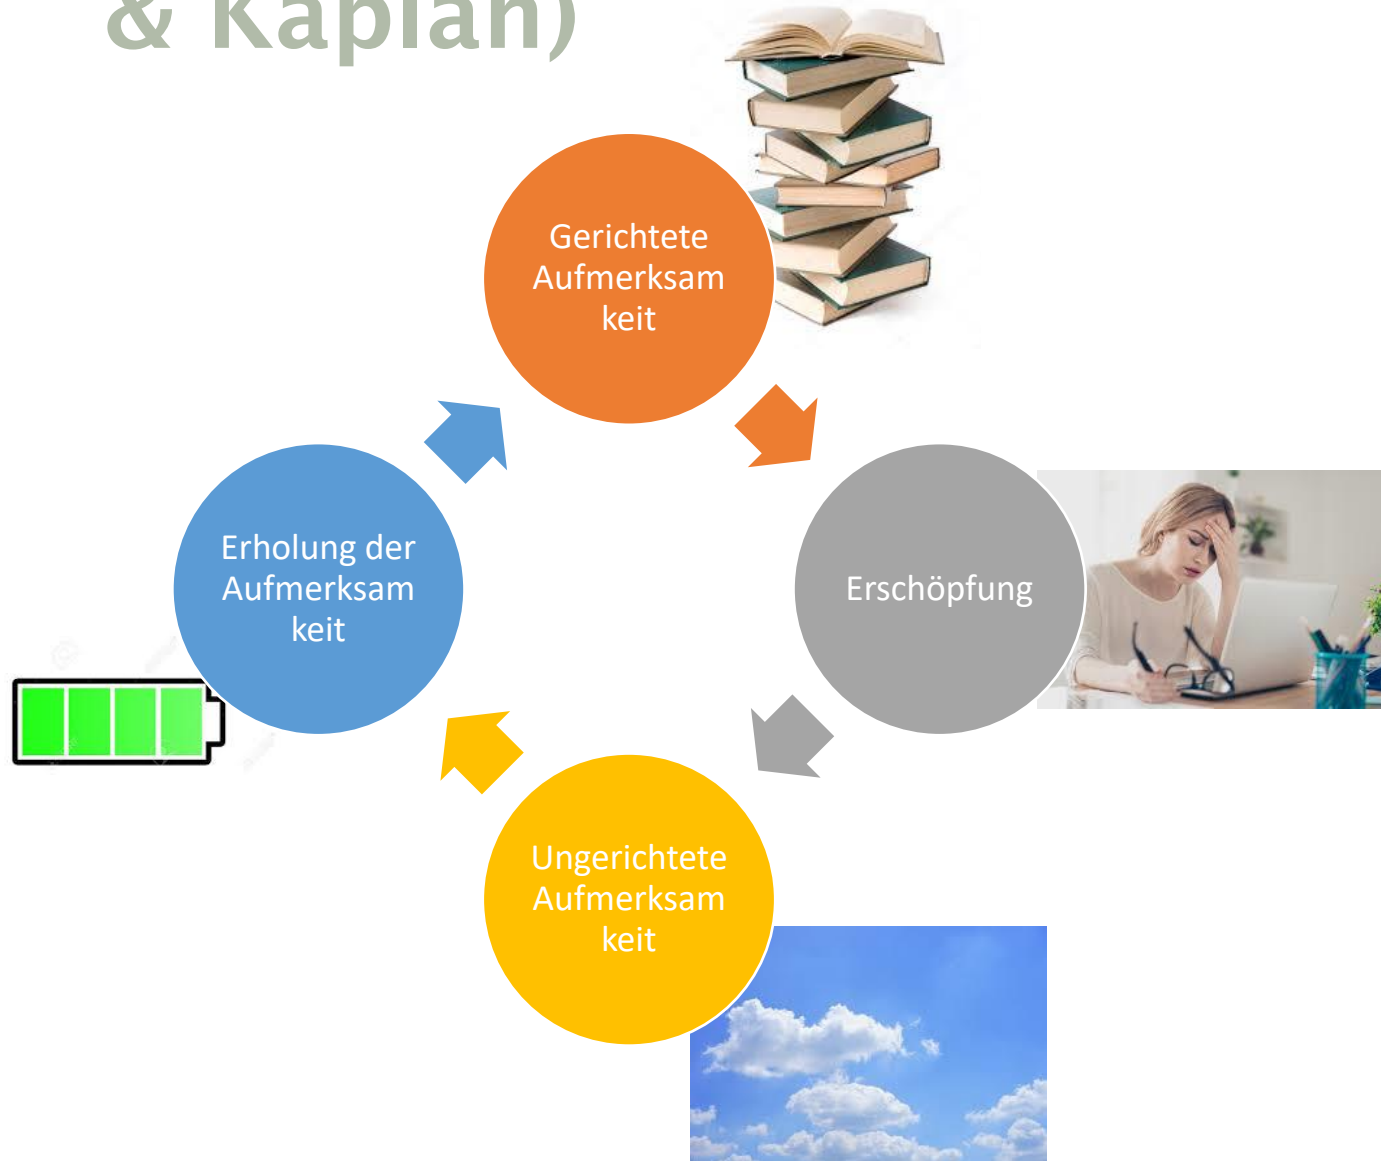 & Kaplan)
Gerichtete
Aufmerksam
keit
Erschöpfung
Ungerichtete
Aufmerksam
keit
Erholung der
Aufmerksam
keit